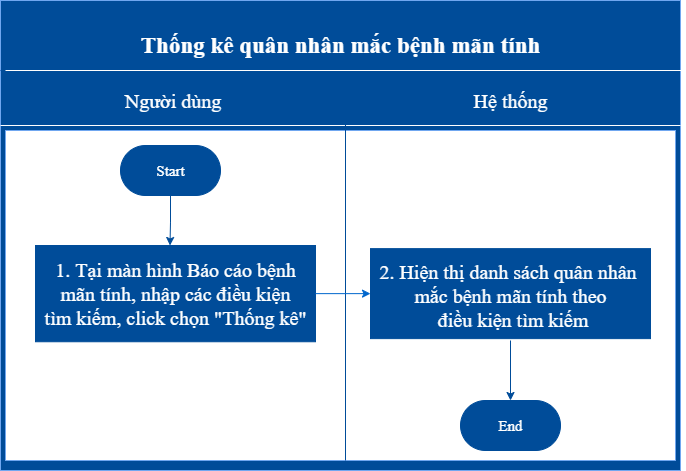 Thống kê quân nhân mắc bệnh mãn tính
Người dùng
Hệ thống
Start
1. Tại màn hình Báo cáo bệnh
mãn tính, nhập các điều kiện
tìm kiếm, click chọn "Thống kê"
2. Hiện thị danh sách quân nhân
mắc bệnh mãn tính theo
điều kiện tìm kiếm
End